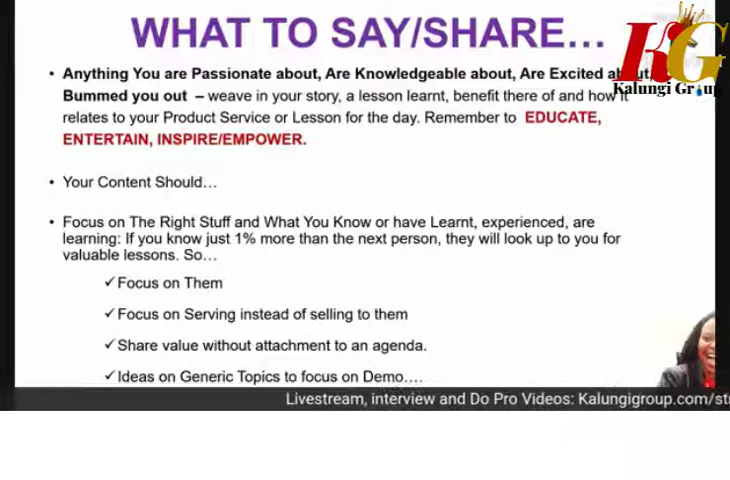 WHAT TO SAY/SHARE...
KG
Kalungi Group
• Anything You are Passionate about, Are Knowledgeable about, Are Excited
Bummed you out – weave in your story, a lesson learnt, benefit there of and how it
relates to your Product Service or Lesson for the day. Remember to EDUCATE,
ENTERTAIN, INSPIRE/EMPOWER.
• Your Content Should...
• Focus on The Right Stuff and What You Know or have Learnt, experienced, are
learning: If you know just 1% more than the next person, they will look up to you for
valuable lessons. So...
✓Focus on Them
✓Focus on Serving instead of selling to them
✓Share value without attachment to an agenda.
✓Ideas on Generic Topics to focus on Demo....
Livestream, interview and Do Pro Videos: Kalungigroup.com/str